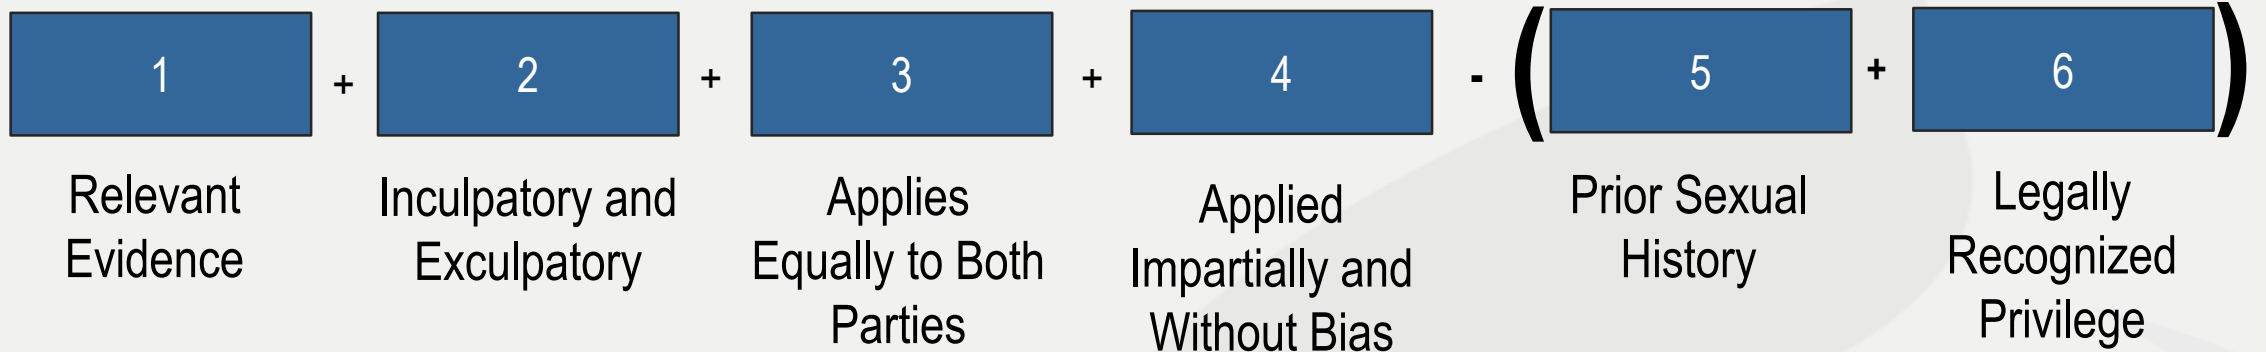 1 + 2 + 3 + 4 - ( 5 + 6 )
Relevant
Evidence
Inculpatory and
Exculpatory
Applies
Equally to Both
Parties
Applied
Impartially and
Without Bias
Prior Sexual
History
Legally
Recognized
Privilege